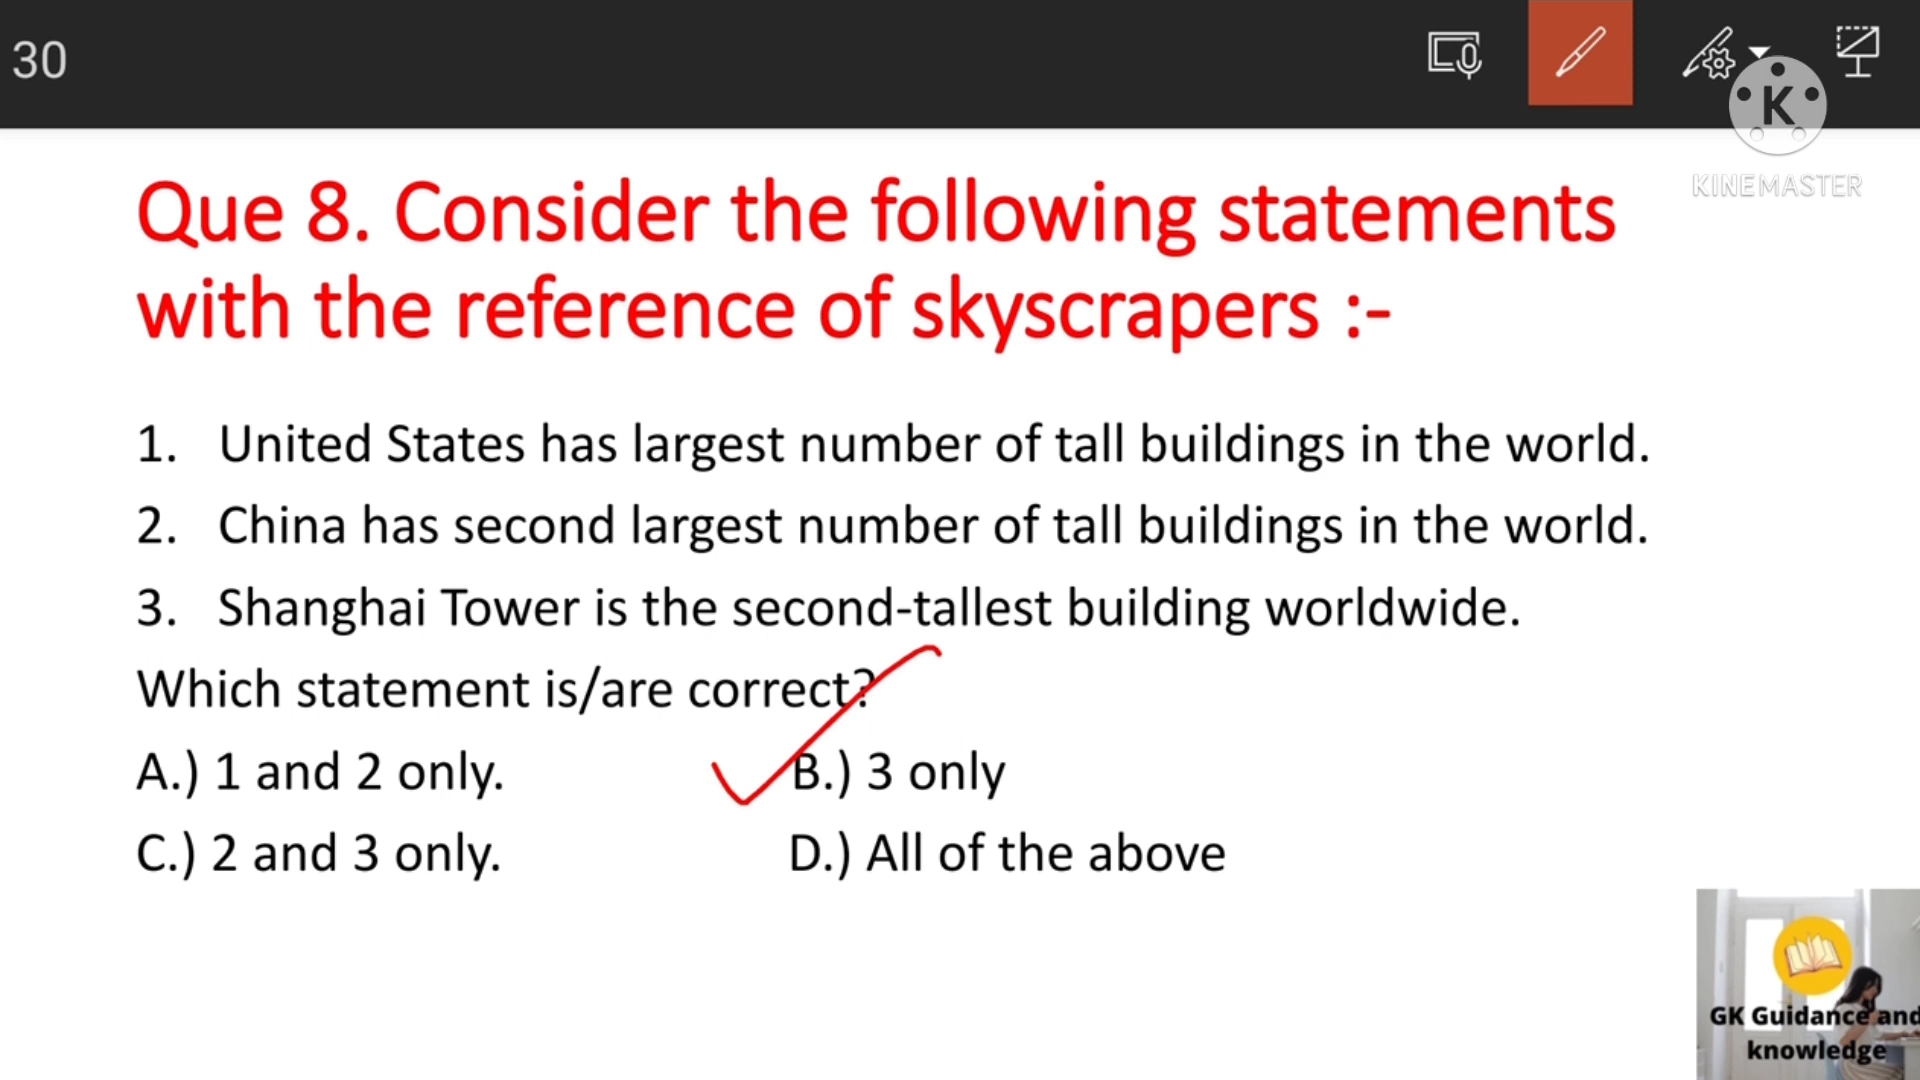 30
K
KINEMASTER
Que 8. Consider the following statements
with the reference of skyscrapers :-
1. United States has largest number of tall buildings in the world.
2. China has second largest number of tall buildings in the world.
3. Shanghai Tower is the second-tallest building worldwide.
Which statement is/are correct?
A.) 1 and 2 only. B.) 3 only
C.) 2 and 3 only. D.) All of the above
GK Guidance and
knowledge